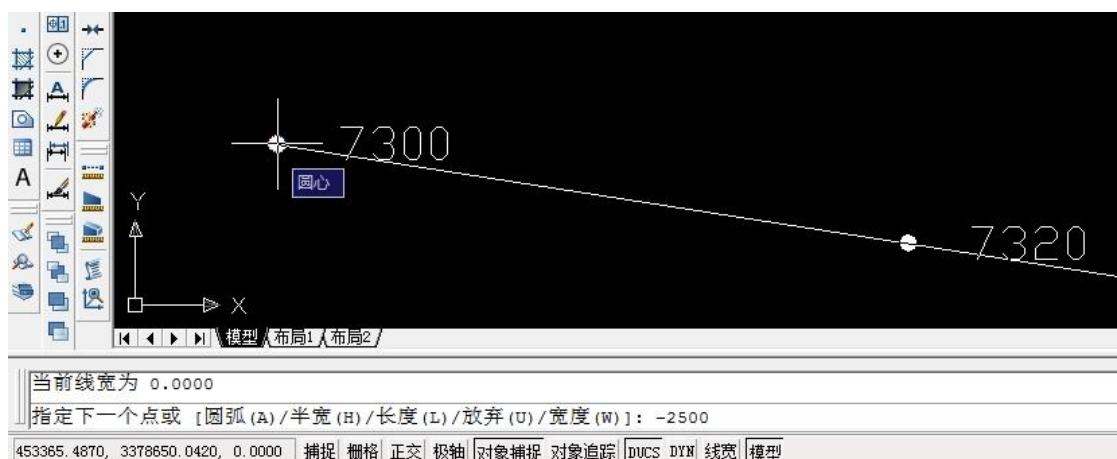 7300
圆心
Y
7320
X
模型 布局1 布局2
当前线宽为 0.0000
指定下一个点或 [圆弧(A)/半宽(H)/长度(L)/放弃(U)/宽度(W)]: -2500
453365.4870, 3378650.0420, 0.0000 捕捉 栅格 正交 极轴 对象捕捉 对象追踪 DUCS DYN 线宽 模型